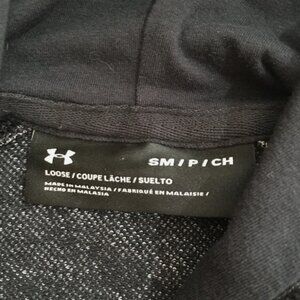 SM / P / CH
LOOSE / COUPE LÂCHE / SUELTO
MADE IN MALAYSIA / FABRIQUÉ EN MALAISIE /
HECHO EN MALASIA